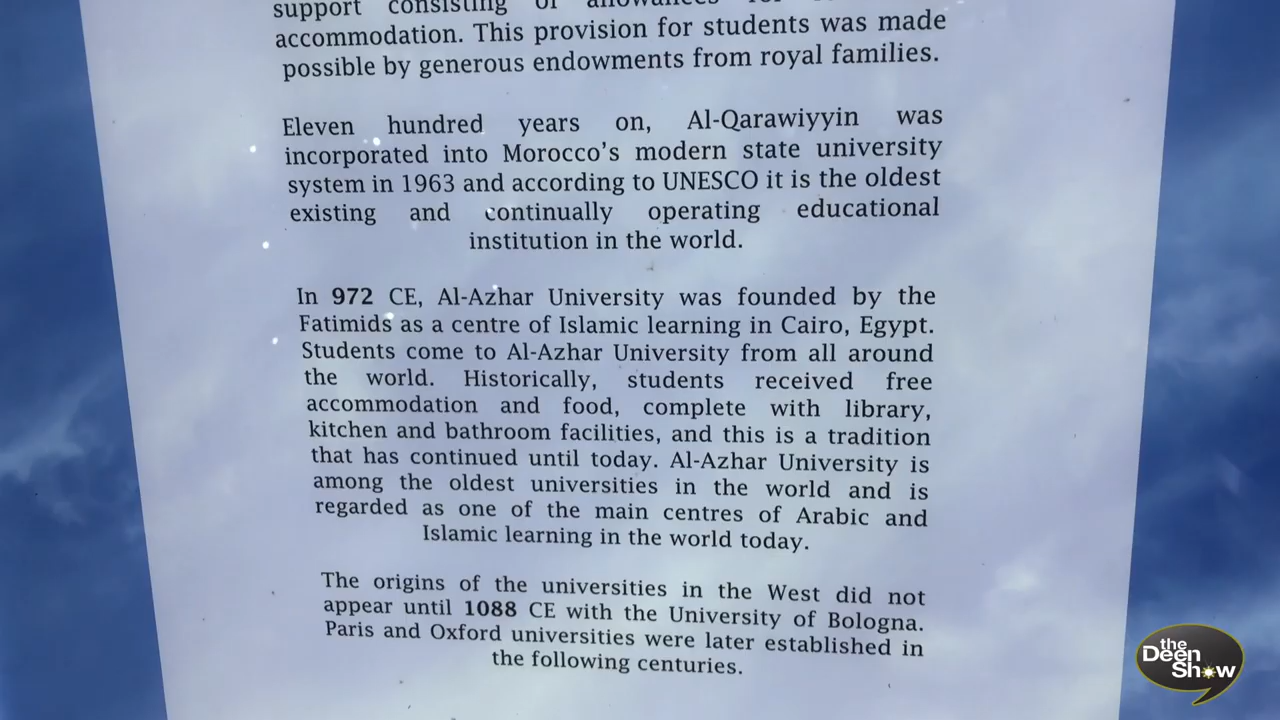 support consisting of allowances for
accommodation. This provision for students was made
possible by generous endowments from royal families.
Eleven hundred years on, Al-Qarawiyyin was
incorporated into Morocco's modern state university
system in 1963 and according to UNESCO it is the oldest
existing and continually operating educational
institution in the world.
In 972 CE, Al-Azhar University was founded by the
Fatimids as a centre of Islamic learning in Cairo, Egypt.
Students come to Al-Azhar University from all around
the world. Historically, students received free
accommodation and food, complete with library,
kitchen and bathroom facilities, and this is a tradition
that has continued until today. Al-Azhar University is
among the oldest universities in the world and is
regarded as one of the main centres of Arabic and
Islamic learning in the world today.
The origins of the universities in the West did not
appear until 1088 CE with the University of Bologna.
Paris and Oxford universities were later established in
the following centuries.
the
Deen
Show